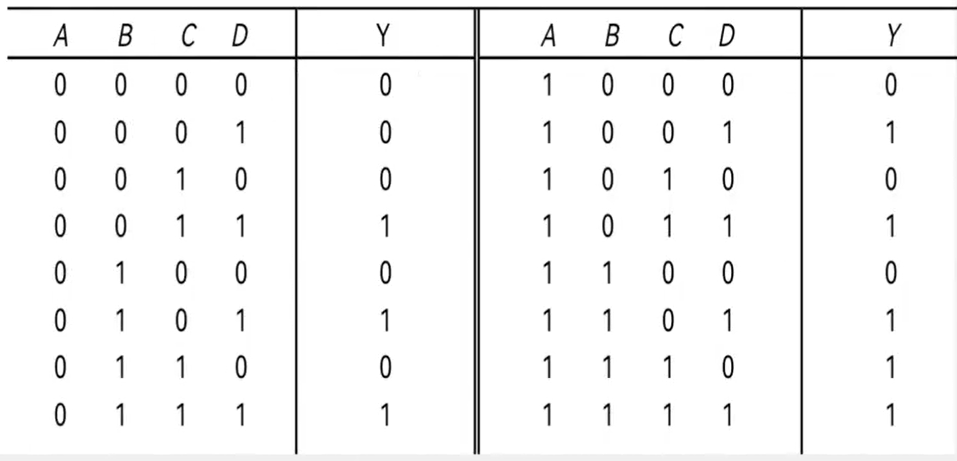 A B C D Y A B C D Y
0 0 0 0 0 1 0 0 0 0
0 0 0 1 0 1 0 0 1 1
0 0 1 0 0 1 0 1 0 0
0 0 1 1 1 1 0 1 1 1
0 1 0 0 0 1 1 0 0 0
0 1 0 1 1 1 1 0 1 1
0 1 1 0 0 1 1 1 0 1
0 1 1 1 1 1 1 1 1 1